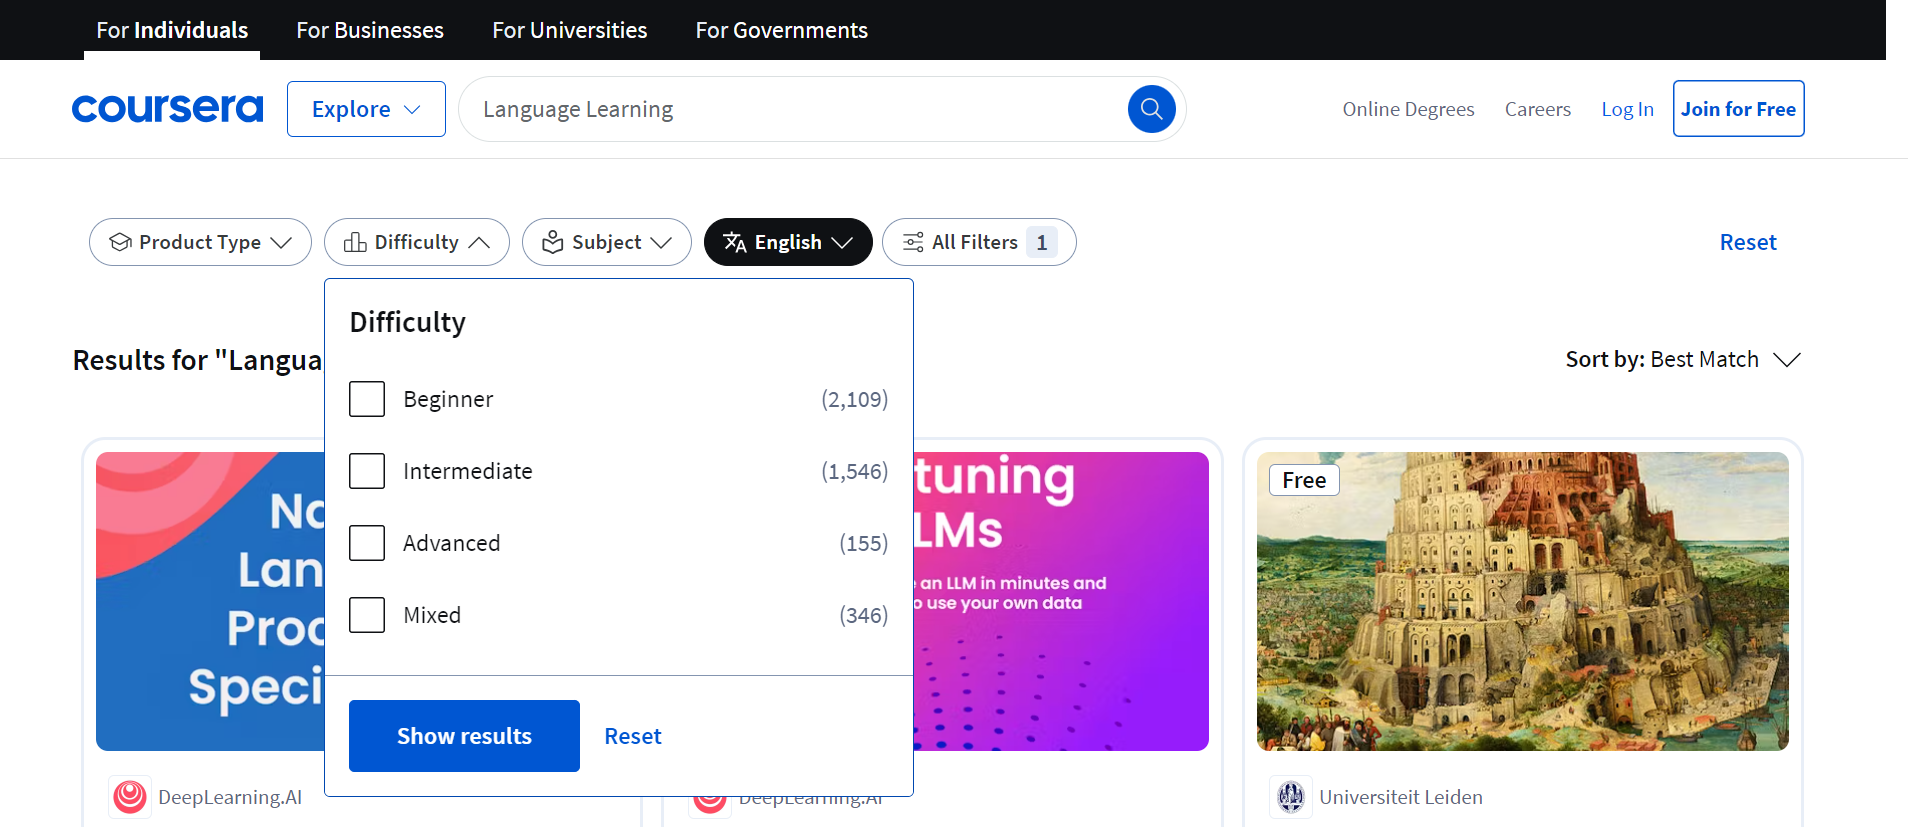 For Individuals
For Businesses
For Universities
For Governments
coursera
Explore
Language Learning
Online Degrees
Careers
Log In
Join for Free
Product Type
Difficulty
Subject
English
All Filters 1
Reset
Difficulty
Beginner (2,109)
Intermediate (1,546)
Advanced (155)
Mixed (346)
Show results
Reset
Results for "Langua
Sort by: Best Match
Na
Lan
Proc
Speci
tuning
LMs
an LLM in minutes and
o use your own data
Free
DeepLearning.AI
DeepLearning.AI
Universiteit Leiden